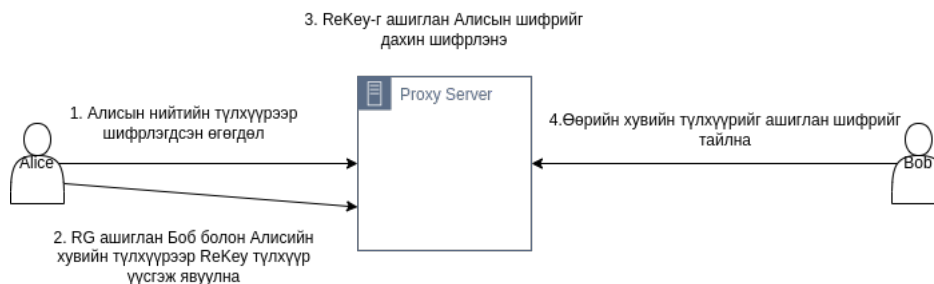 3. ReKey-г ашиглан Алисын шифрийг
дахин шифрлэнэ
Proxy Server
1. Алисын нийтийн түлхүүрээр
шифрлэгдсэн өгөгдөл
4.Өөрийн хувийн түлхүүрийг ашиглан шифрийг
тайлна
Alice
Bob
2. RG ашиглан Боб болон Алисийн
хувийн түлхүүрээр ReKey түлхүүр
үүсгэж явуулна